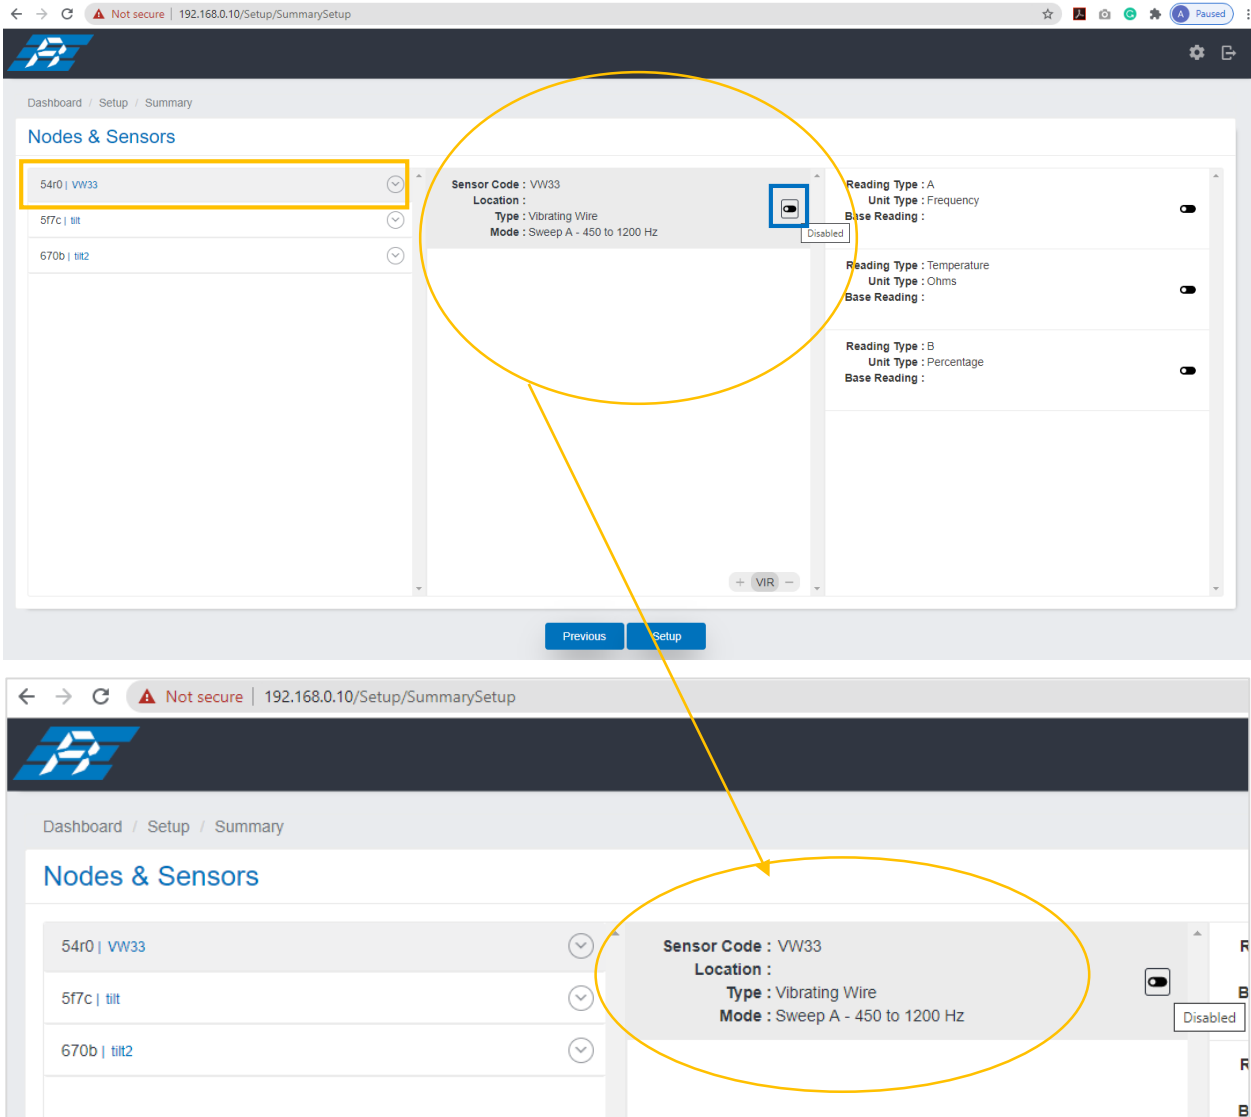 Not secure | 192.168.0.10/Setup/SummarySetup
A Paused
Dashboard / Setup / Summary
Nodes & Sensors
54r0 | VW33
5f7c | tilt
670b | tilt2
Sensor Code : VW33
Location :
Type : Vibrating Wire
Mode : Sweep A - 450 to 1200 Hz
Disabled
+ VIR −
Reading Type : A
Unit Type : Frequency
Base Reading :
Reading Type : Temperature
Unit Type : Ohms
Base Reading :
Reading Type : B
Unit Type : Percentage
Base Reading :
Previous
Setup
Not secure | 192.168.0.10/Setup/SummarySetup
Dashboard / Setup / Summary
Nodes & Sensors
54r0 | VW33
5f7c | tilt
670b | tilt2
Sensor Code : VW33
Location :
Type : Vibrating Wire
Mode : Sweep A - 450 to 1200 Hz
Disabled
R
B
R
B